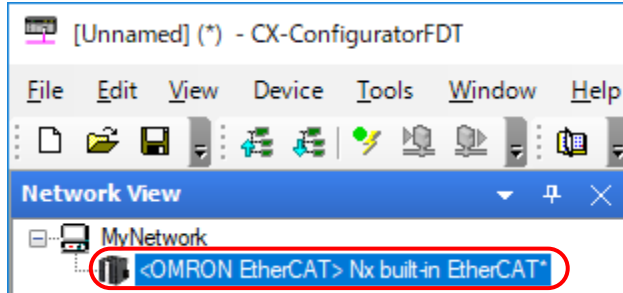 [Unnamed] (*) - CX-ConfiguratorFDT
File Edit View Device Tools Window Help
Network View
MyNetwork
<OMRON EtherCAT> Nx built-in EtherCAT*